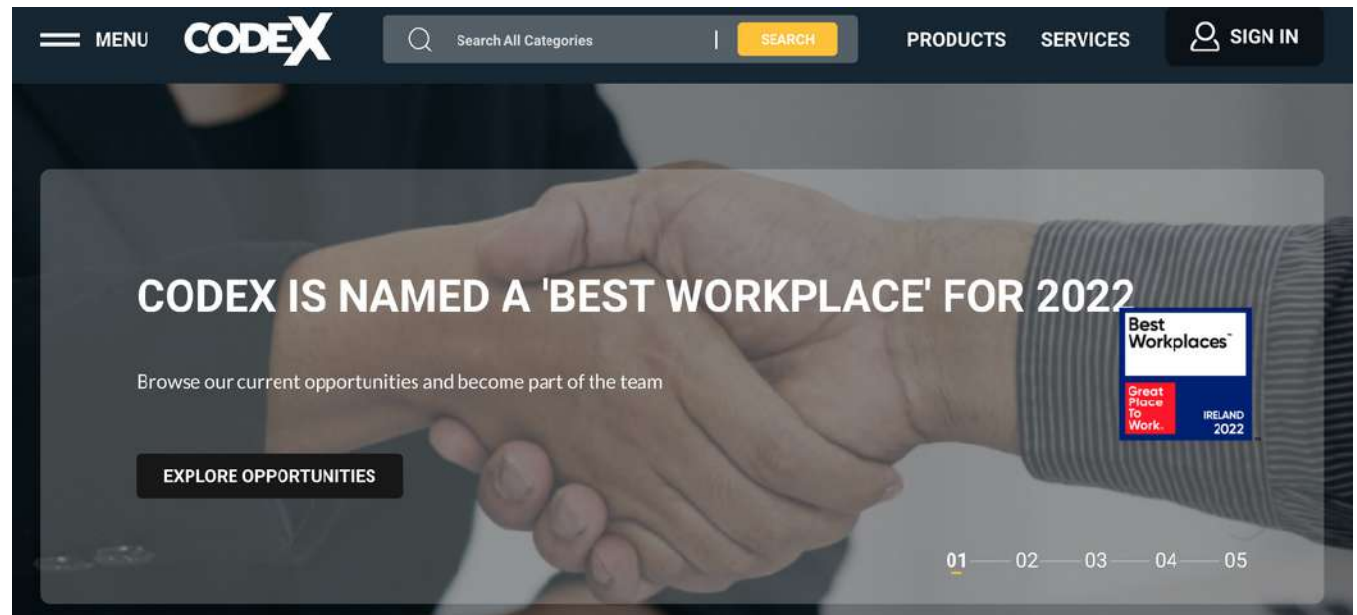 MENU
CODEX
Search All Categories
SEARCH
PRODUCTS
SERVICES
SIGN IN
CODEX IS NAMED A 'BEST WORKPLACE' FOR 2022
Best
Workplaces™
Great
Place
To
Work.
IRELAND
2022
Browse our current opportunities and become part of the team
EXPLORE OPPORTUNITIES
01 02 03 04 05